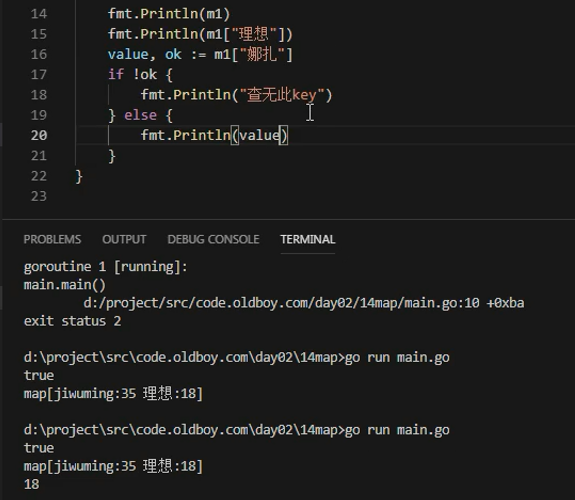 14 fmt.Println(m1)
15 fmt.Println(m1["理想"])
16 value, ok := m1["娜扎"]
17 if !ok {
18 fmt.Println("查无此key")
19 } else {
20 fmt.Println(value)
21 }
22 }
23
PROBLEMS OUTPUT DEBUG CONSOLE TERMINAL
goroutine 1 [running]:
main.main()
d:/project/src/code.oldboy.com/day02/14map/main.go:10 +0xba
exit status 2
d:\project\src\code.oldboy.com\day02\14map>go run main.go
true
map[jiwuming:35 理想:18]
d:\project\src\code.oldboy.com\day02\14map>go run main.go
true
map[jiwuming:35 理想:18]
18